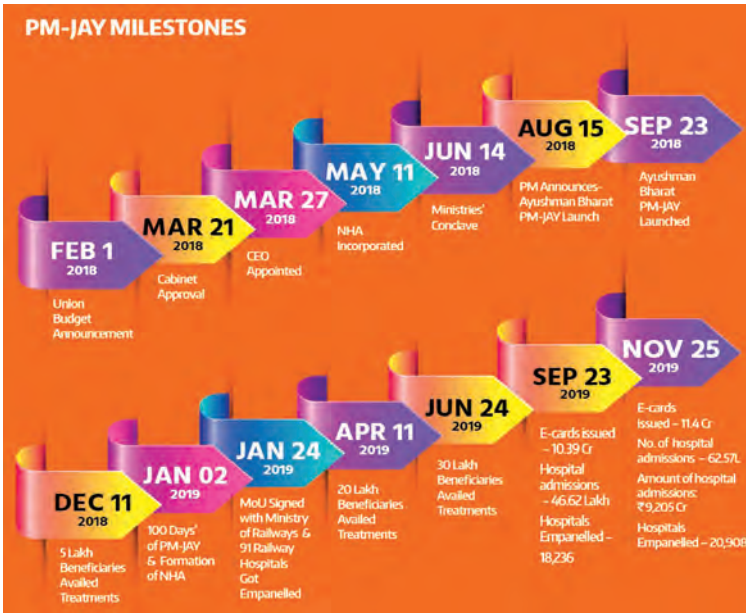 PM-JAY MILESTONES
FEB 1
2018
Union
Budget
Announcement
MAR 21
2018
Cabinet
Approval
MAR 27
2018
CEO
Appointed
MAY 11
2018
NHA
Incorporated
JUN 14
2018
Ministries'
Conclave
AUG 15
2018
PM Announces-
Ayushman Bharat
PM-JAY Launch
SEP 23
2018
Ayushman
Bharat
PM-JAY
Launched
DEC 11
2018
5 Lakh
Beneficiaries
Availed
Treatments
JAN 02
2019
100 Days'
of PM-JAY
& Formation
of NHA
JAN 24
2019
MoU Signed
with Ministry
of Railways &
91 Railway
Hospitals
Got
Empanelled
APR 11
2019
20 Lakh
Beneficiaries
Availed
Treatments
JUN 24
2019
30 Lakh
Beneficiaries
Availed
Treatments
SEP 23
2019
E-cards issued
– 10.39 Cr
Hospital
admissions
– 46.62 Lakh
Hospitals
Empanelled –
18,236
NOV 25
2019
E-cards
issued – 11.4 Cr
No. of hospital
admissions – 62.57L
Amount of hospital
admissions:
₹9,205 Cr
Hospitals
Empanelled – 20,908